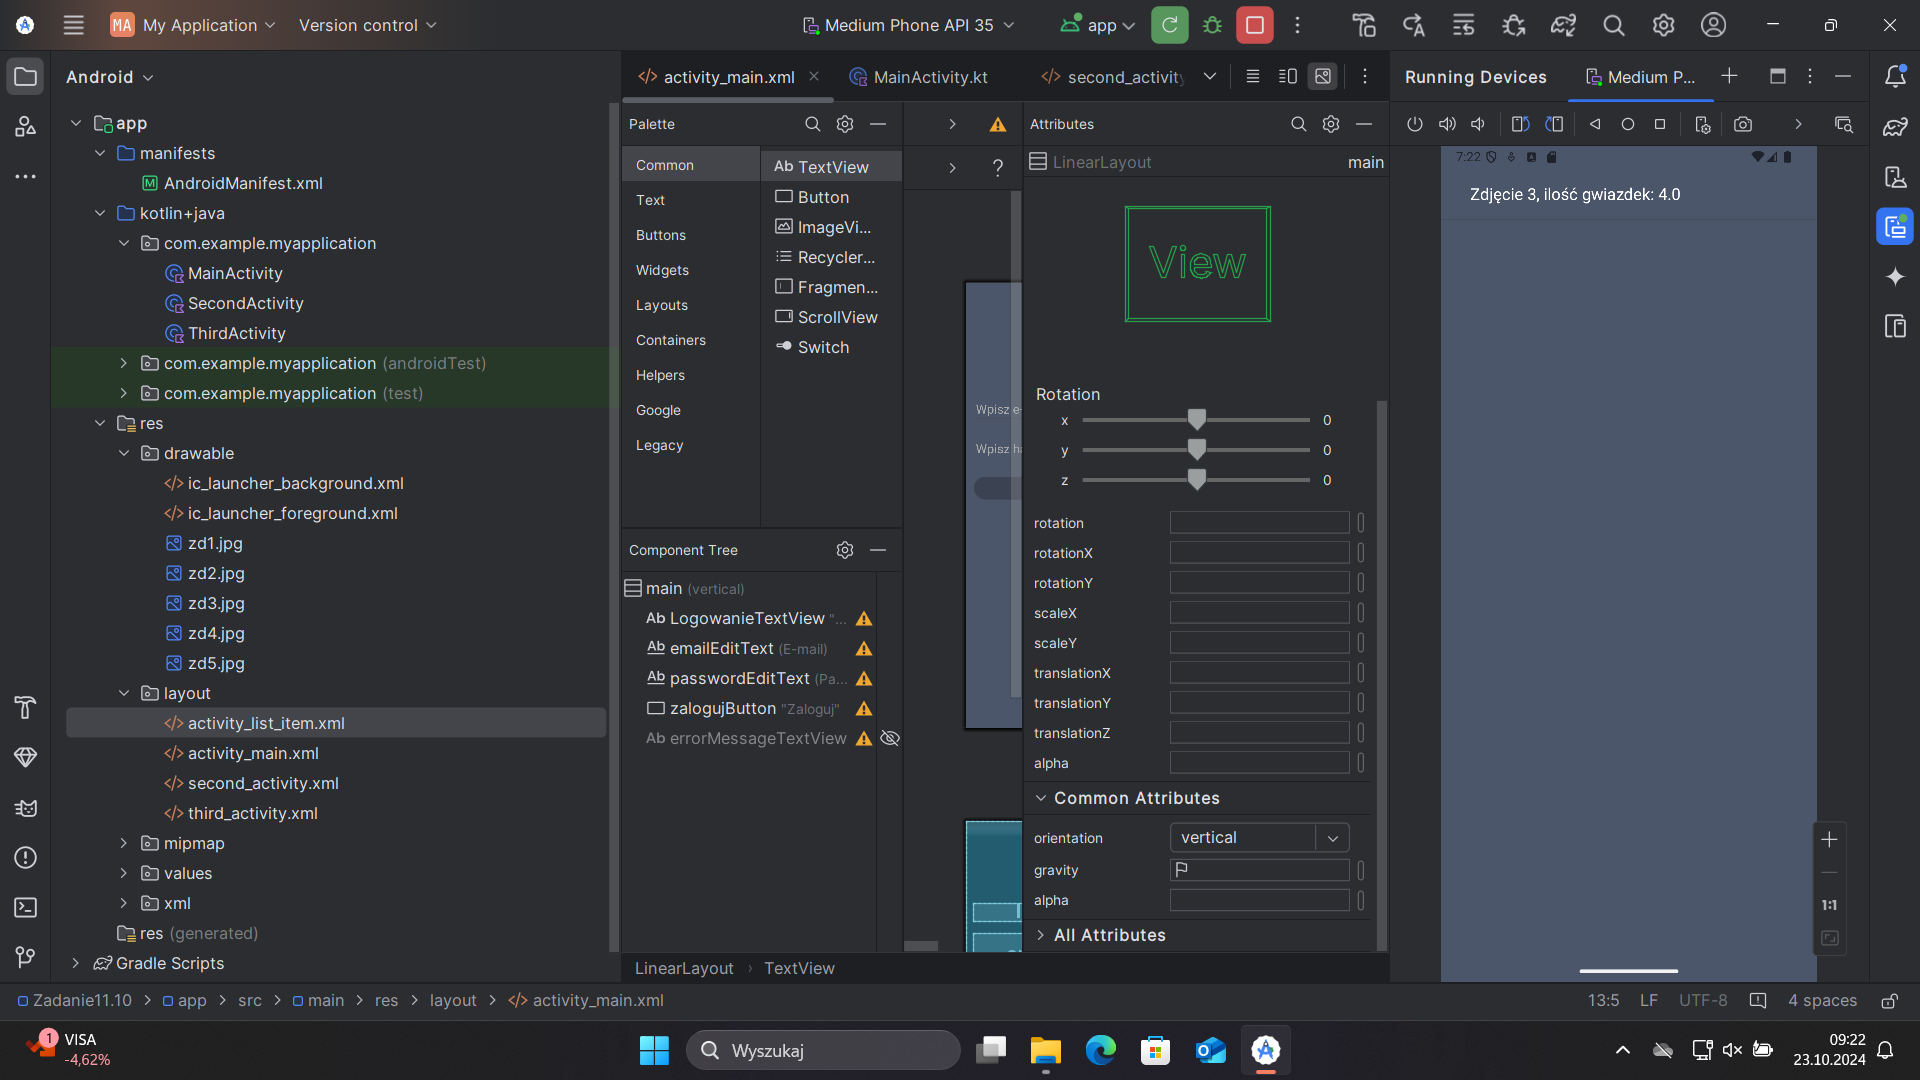 MA My Application
Version control
Medium Phone API 35
app
Android
activity_main.xml
MainActivity.kt
second_activity
Running Devices
Medium P...
app
manifests
AndroidManifest.xml
kotlin+java
com.example.myapplication
MainActivity
SecondActivity
ThirdActivity
com.example.myapplication (androidTest)
com.example.myapplication (test)
res
drawable
ic_launcher_background.xml
ic_launcher_foreground.xml
zd1.jpg
zd2.jpg
zd3.jpg
zd4.jpg
zd5.jpg
layout
activity_list_item.xml
activity_main.xml
second_activity.xml
third_activity.xml
mipmap
values
xml
res (generated)
Gradle Scripts
Palette
Common
Text
Buttons
Widgets
Layouts
Containers
Helpers
Google
Legacy
Ab TextView
Button
ImageVi...
Recycler...
Fragmen...
ScrollView
Switch
Component Tree
main (vertical)
Ab LogowanieTextView "...
Ab emailEditText (E-mail)
Ab passwordEditText (Pa...
zalogujButton "Zaloguj"
Ab errorMessageTextView
?
Wpisz e-
Wpisz ha
Attributes
LinearLayout main
View
Rotation
x 0
y 0
z 0
rotation
rotationX
rotationY
scaleX
scaleY
translationX
translationY
translationZ
alpha
Common Attributes
orientation vertical
gravity
alpha
All Attributes
LinearLayout › TextView
7:22
Zdjęcie 3, ilość gwiazdek: 4.0
1:1
Zadanie11.10 > app > src > main > res > layout > activity_main.xml
13:5 LF UTF-8 4 spaces
1
VISA
-4,62%
Wyszukaj
09:22
23.10.2024